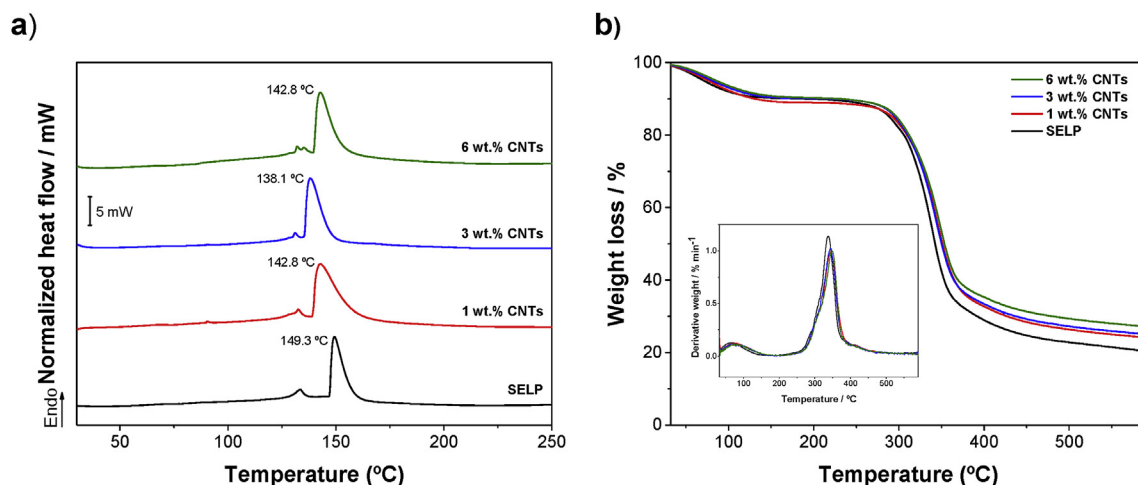 a)
142.8 ºC
6 wt.% CNTs
138.1 ºC
5 mW
3 wt.% CNTs
142.8 ºC
1 wt.% CNTs
149.3 ºC
SELP
Endo Normalized heat flow / mW
50
100
150
200
250
Temperature (ºC)
b)
100
80
60
40
20
0
Weight loss / %
6 wt.% CNTs
3 wt.% CNTs
1 wt.% CNTs
SELP
1.0
0.5
0.0
Derivative weight / % min-1
100
200
300
400
500
Temperature / ºC
100
200
300
400
500
Temperature (ºC)